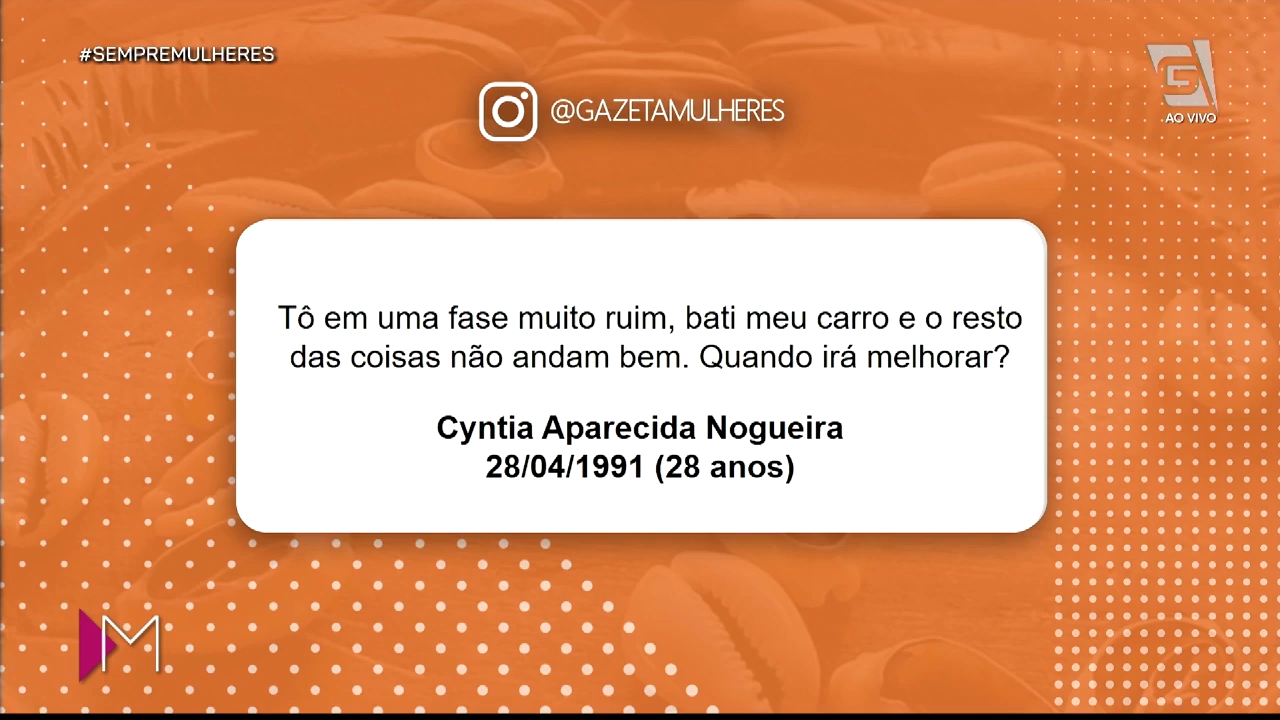 #SEMPREMULHERES
@GAZETAMULHERES
AO VIVO
Tô em uma fase muito ruim, bati meu carro e o resto
das coisas não andam bem. Quando irá melhorar?
Cyntia Aparecida Nogueira
28/04/1991 (28 anos)
M